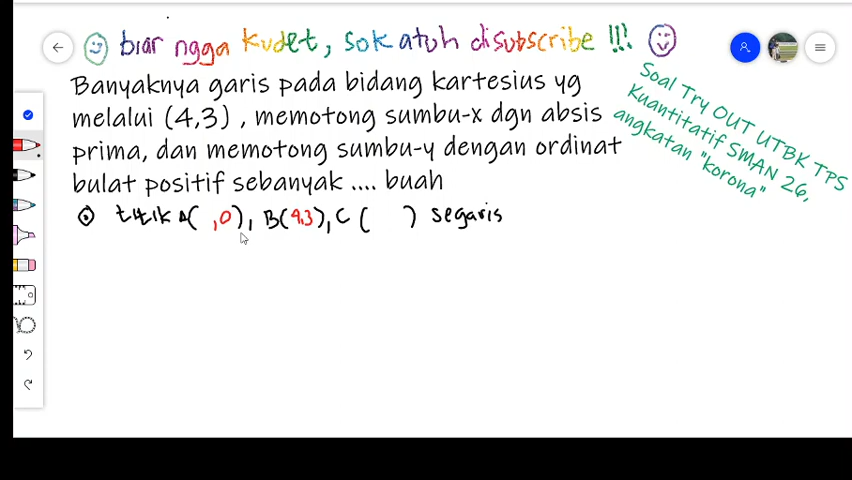 biar ngga kudet, sok atuh disubscribe !!!
Banyaknya garis pada bidang kartesius yg
melalui (4,3) , memotong sumbu-x dgn absis
prima, dan memotong sumbu-y dengan ordinat
bulat positif sebanyak .... buah
Soal Try OUT UTBK TPS
Kuantitatif SMAN 26,
angkatan "korona"
titik A( ,0), B(4,3), C( ) segaris